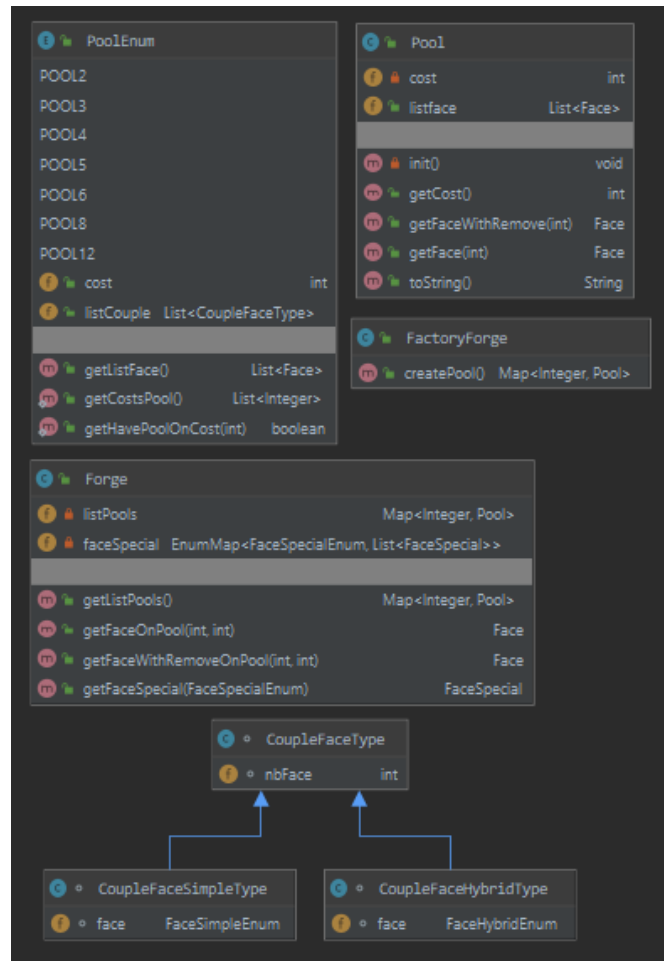 PoolEnum
POOL2
POOL3
POOL4
POOL5
POOL6
POOL8
POOL12
cost int
listCouple List<CoupleFaceType>
getListFace() List<Face>
getCostsPool() List<Integer>
getHavePoolOnCost(int) boolean
Pool
cost int
listface List<Face>
init() void
getCost() int
getFaceWithRemove(int) Face
getFace(int) Face
toString() String
FactoryForge
createPool() Map<Integer, Pool>
Forge
listPools Map<Integer, Pool>
faceSpecial EnumMap<FaceSpecialEnum, List<FaceSpecial>>
getListPools() Map<Integer, Pool>
getFaceOnPool(int, int) Face
getFaceWithRemoveOnPool(int, int) Face
getFaceSpecial(FaceSpecialEnum) FaceSpecial
CoupleFaceType
nbFace int
CoupleFaceSimpleType
face FaceSimpleEnum
CoupleFaceHybridType
face FaceHybridEnum